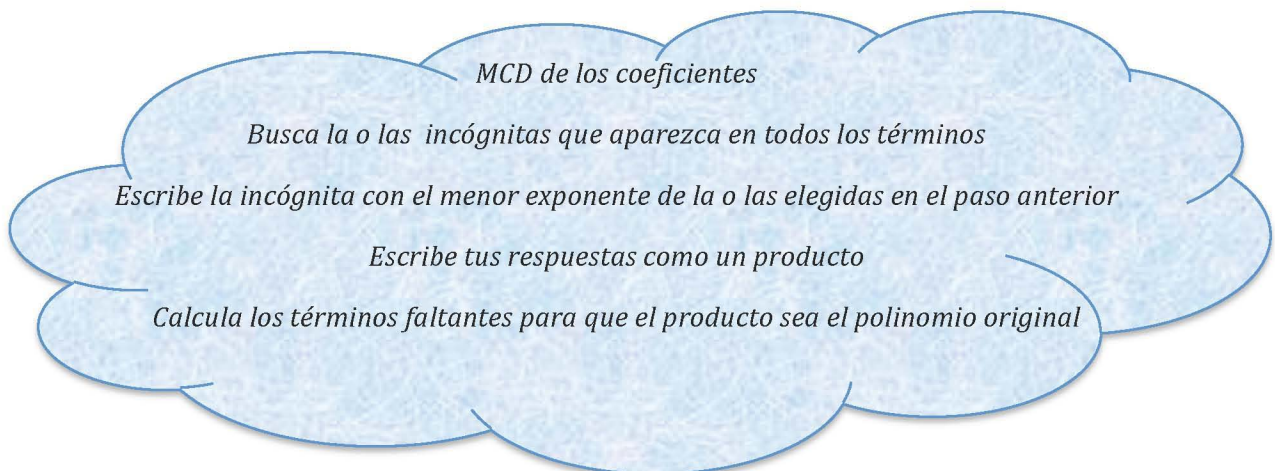 MCD de los coeficientes
Busca la o las incógnitas que aparezca en todos los términos
Escribe la incógnita con el menor exponente de la o las elegidas en el paso anterior
Escribe tus respuestas como un producto
Calcula los términos faltantes para que el producto sea el polinomio original